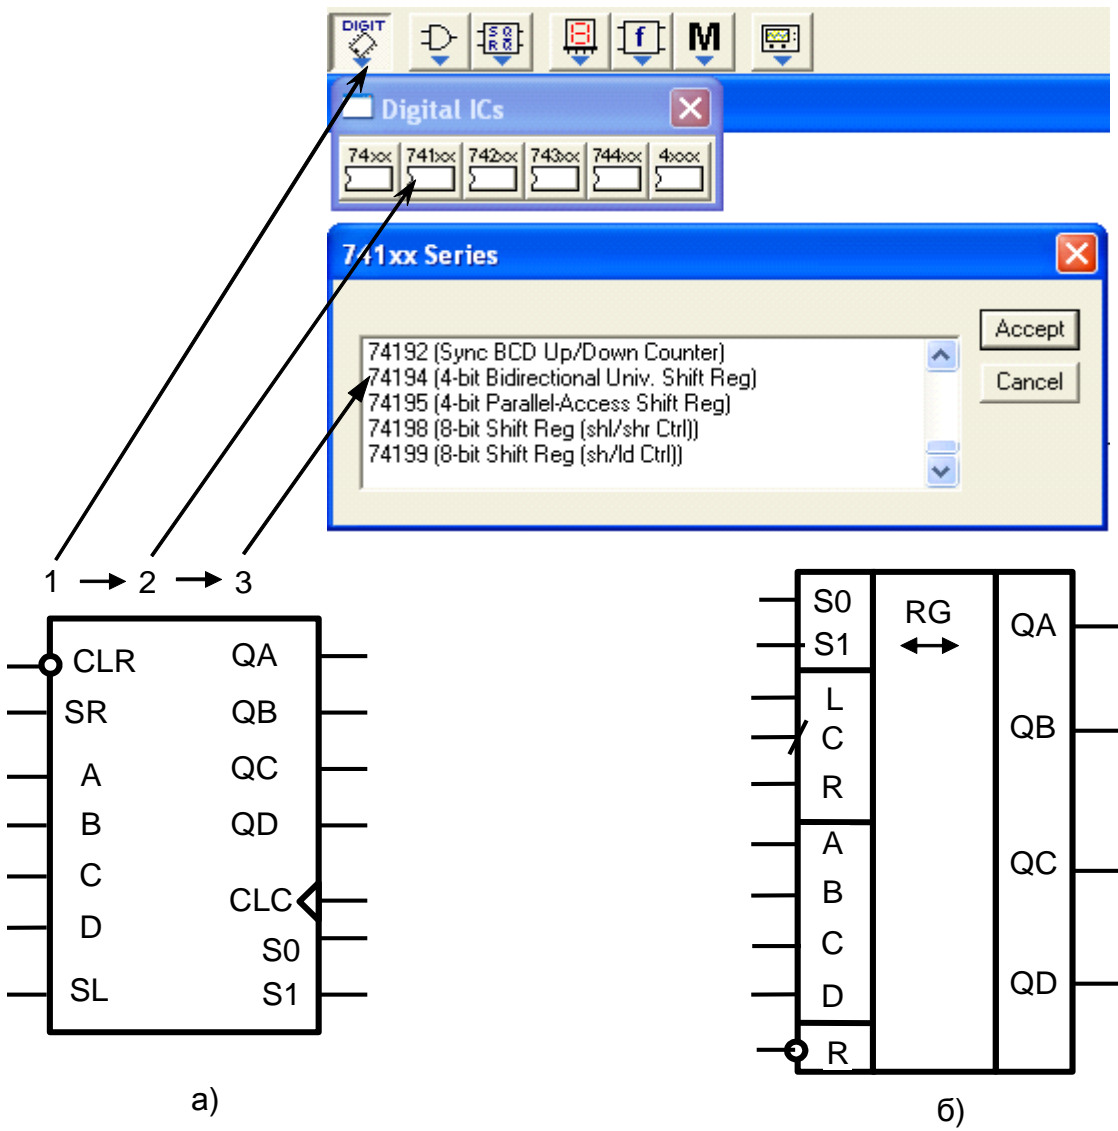 DIGIT
S Q
R Q
f
M
Digital ICs
74xx 741xx 742xx 743xx 744xx 4xxx
741xx Series
74192 (Sync BCD Up/Down Counter)
74194 (4-bit Bidirectional Univ. Shift Reg)
74195 (4-bit Parallel-Access Shift Reg)
74198 (8-bit Shift Reg (shl/shr Ctrl))
74199 (8-bit Shift Reg (sh/ld Ctrl))
Accept
Cancel
1 2 3
CLR QA
SR QB
A QC
B QD
C CLC
D S0
SL S1
а)
S0 RG QA
S1
L QB
C
R
A QC
B
C
D QD
R
б)